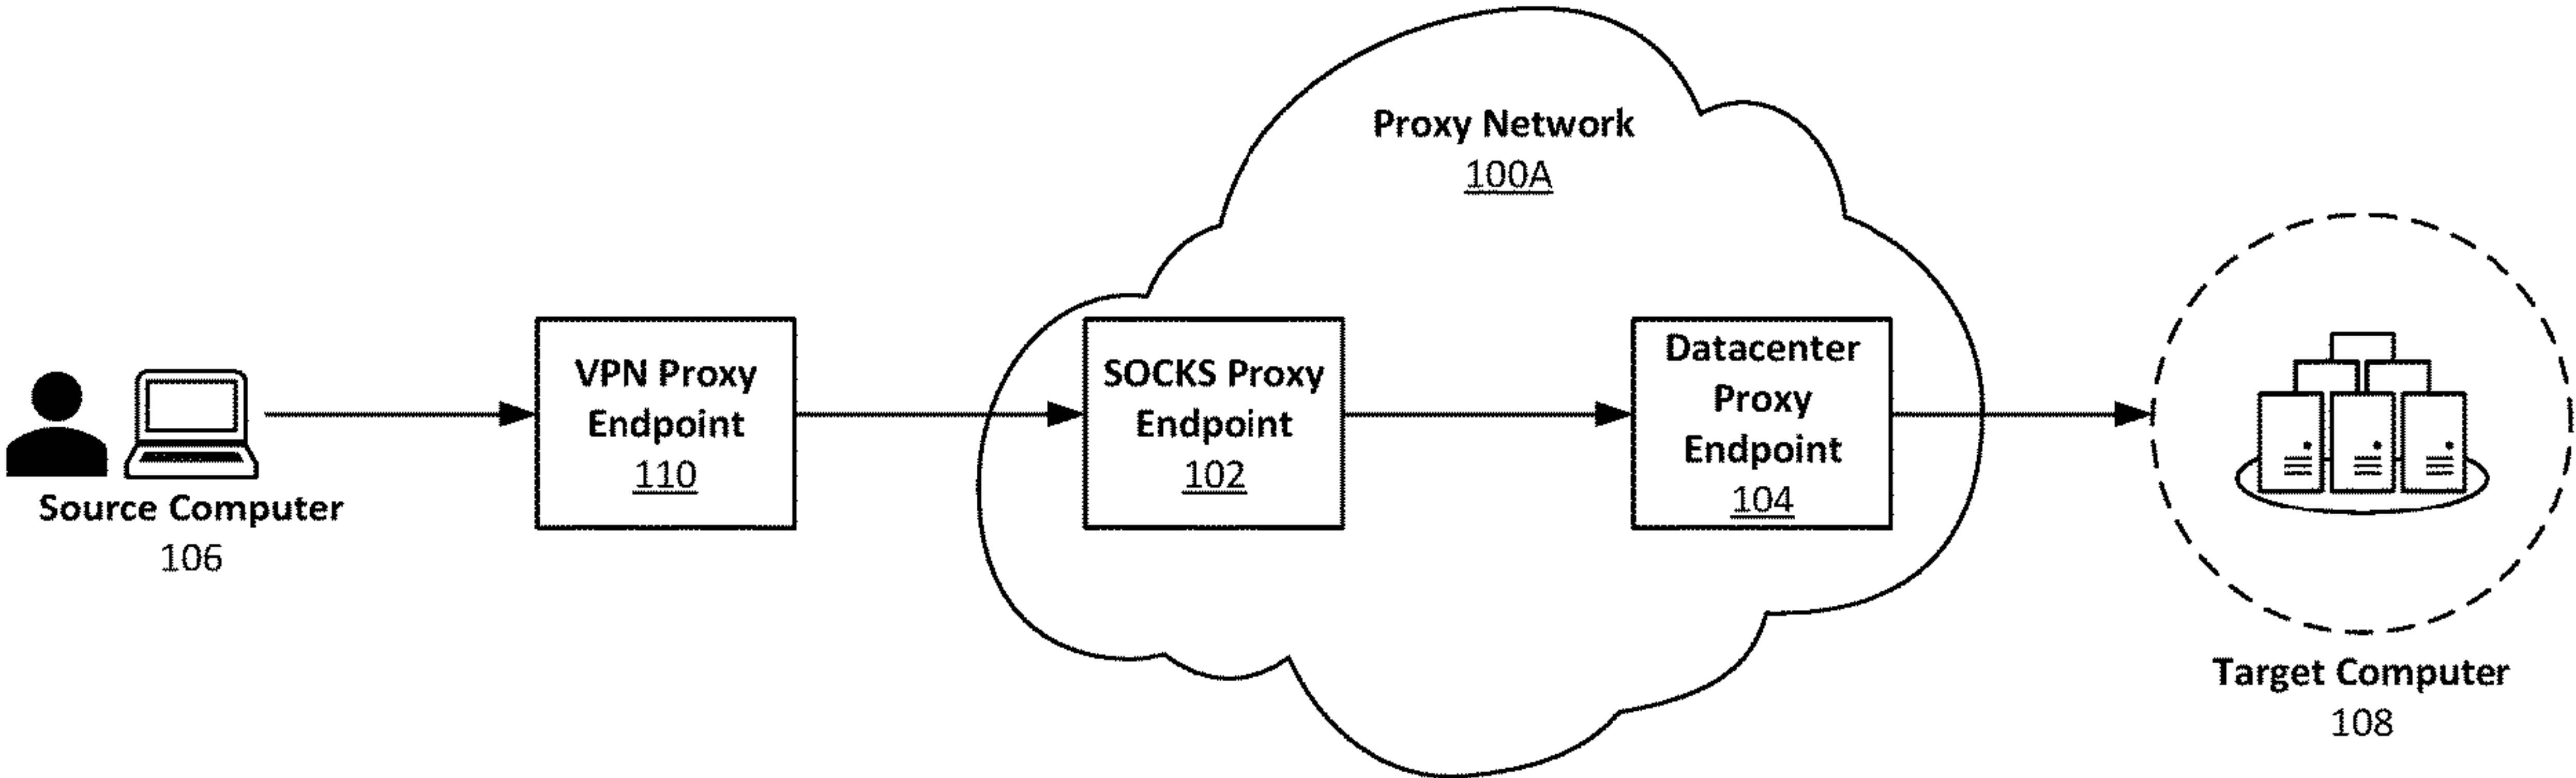 Proxy Network
100A
VPN Proxy
Endpoint
110
SOCKS Proxy
Endpoint
102
Datacenter
Proxy
Endpoint
104
Source Computer
106
Target Computer
108